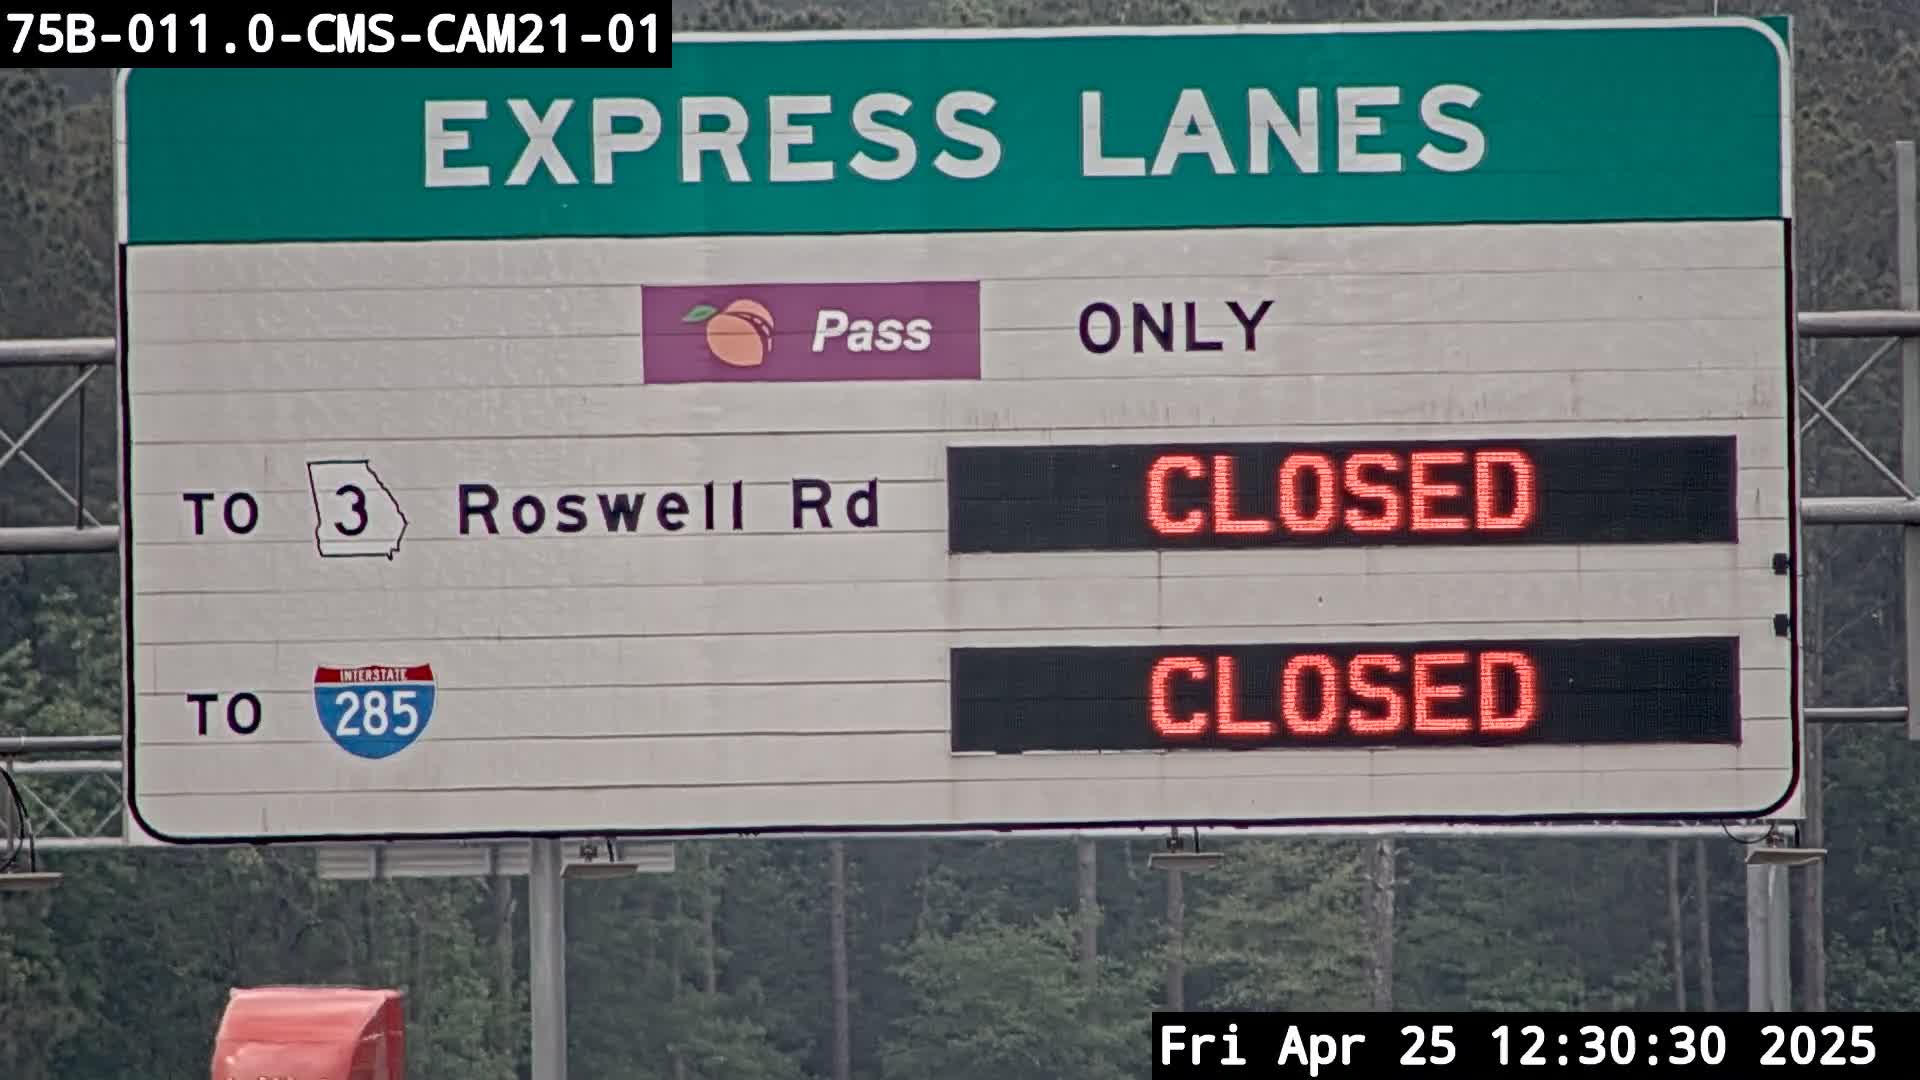 75B-011.0-CMS-CAM21-01
EXPRESS LANES
Pass ONLY
TO 3 Roswell Rd CLOSED
INTERSTATE
TO 285 CLOSED
Fri Apr 25 12:30:30 2025